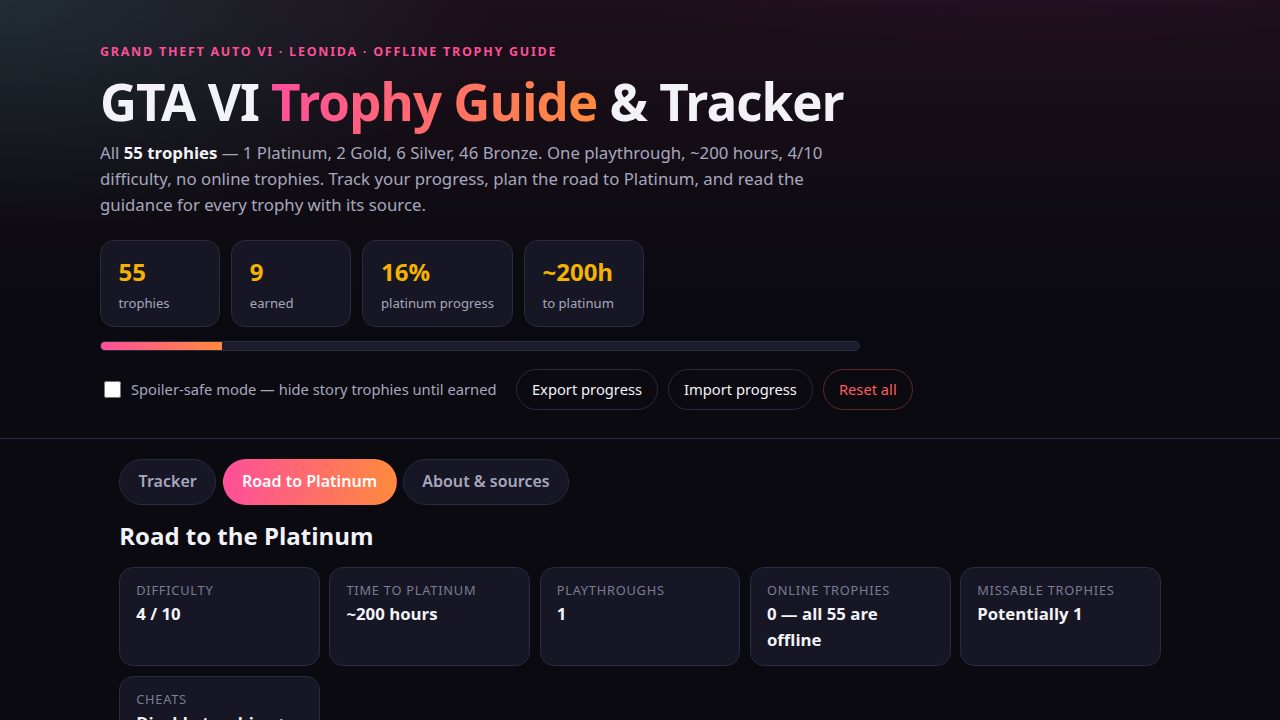 GRAND THEFT AUTO VI · LEONIDA · OFFLINE TROPHY GUIDE
GTA VI Trophy Guide & Tracker
All 55 trophies — 1 Platinum, 2 Gold, 6 Silver, 46 Bronze. One playthrough, ~200 hours, 4/10
difficulty, no online trophies. Track your progress, plan the road to Platinum, and read the
guidance for every trophy with its source.
55
trophies
9
earned
16%
platinum progress
~200h
to platinum
Spoiler-safe mode — hide story trophies until earned
Export progress
Import progress
Reset all
Tracker
Road to Platinum
About & sources
Road to the Platinum
DIFFICULTY
4 / 10
TIME TO PLATINUM
~200 hours
PLAYTHROUGHS
1
ONLINE TROPHIES
0 — all 55 are
offline
MISSABLE TROPHIES
Potentially 1
CHEATS